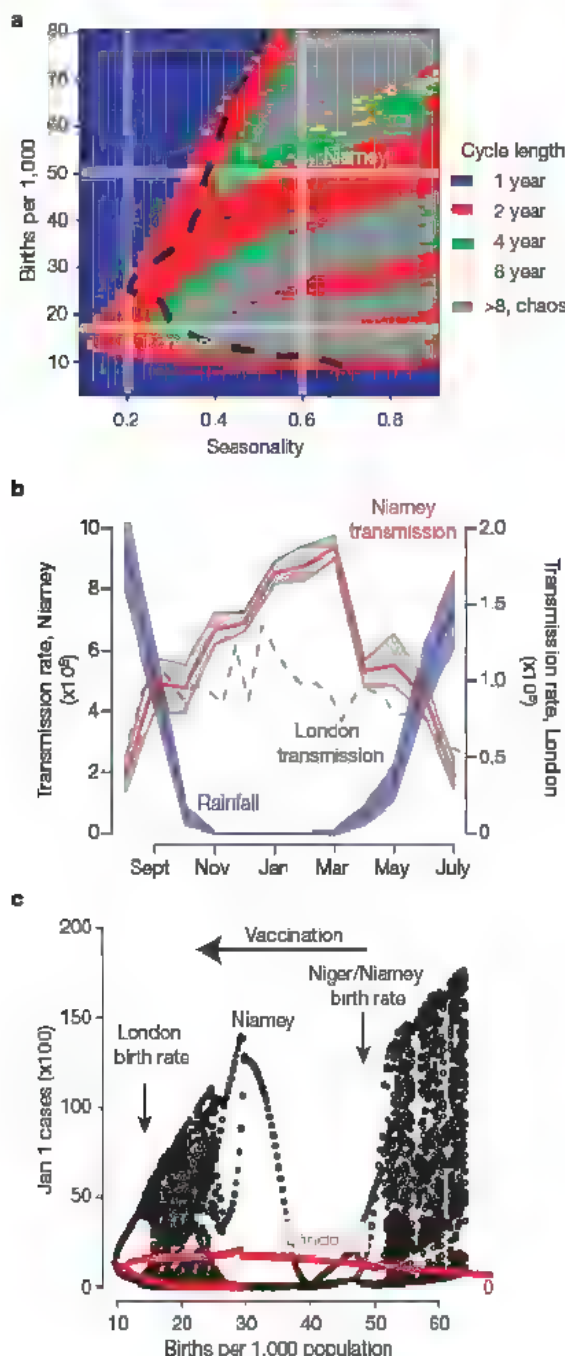 a
80
70
60
50
40
30
20
10
Births per 1,000
Niamey
0.2
0.4
0.6
0.8
Seasonality
Cycle length
1 year
2 year
4 year
8 year
>8, chaos
b
10
8
6
4
2
0
Transmission rate, Niamey
Niamey
transmission
2.0
1.5
1.0
0.5
0
Transmission rate, London
London
transmission
Rainfall
Sept
Nov
Jan
Mar
May
July
c
200
150
100
50
0
Jan 1 cases (x100)
Vaccination
Niger/Niamey
birth rate
London
birth rate
Niamey
10
20
30
40
50
60
0
Births per 1,000 population